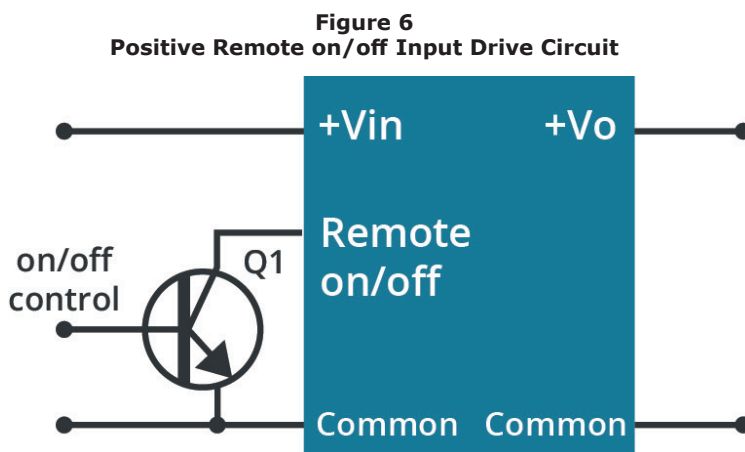 Figure 6
Positive Remote on/off Input Drive Circuit
+Vin
+Vo
Remote
on/off
Q1
on/off
control
Common
Common